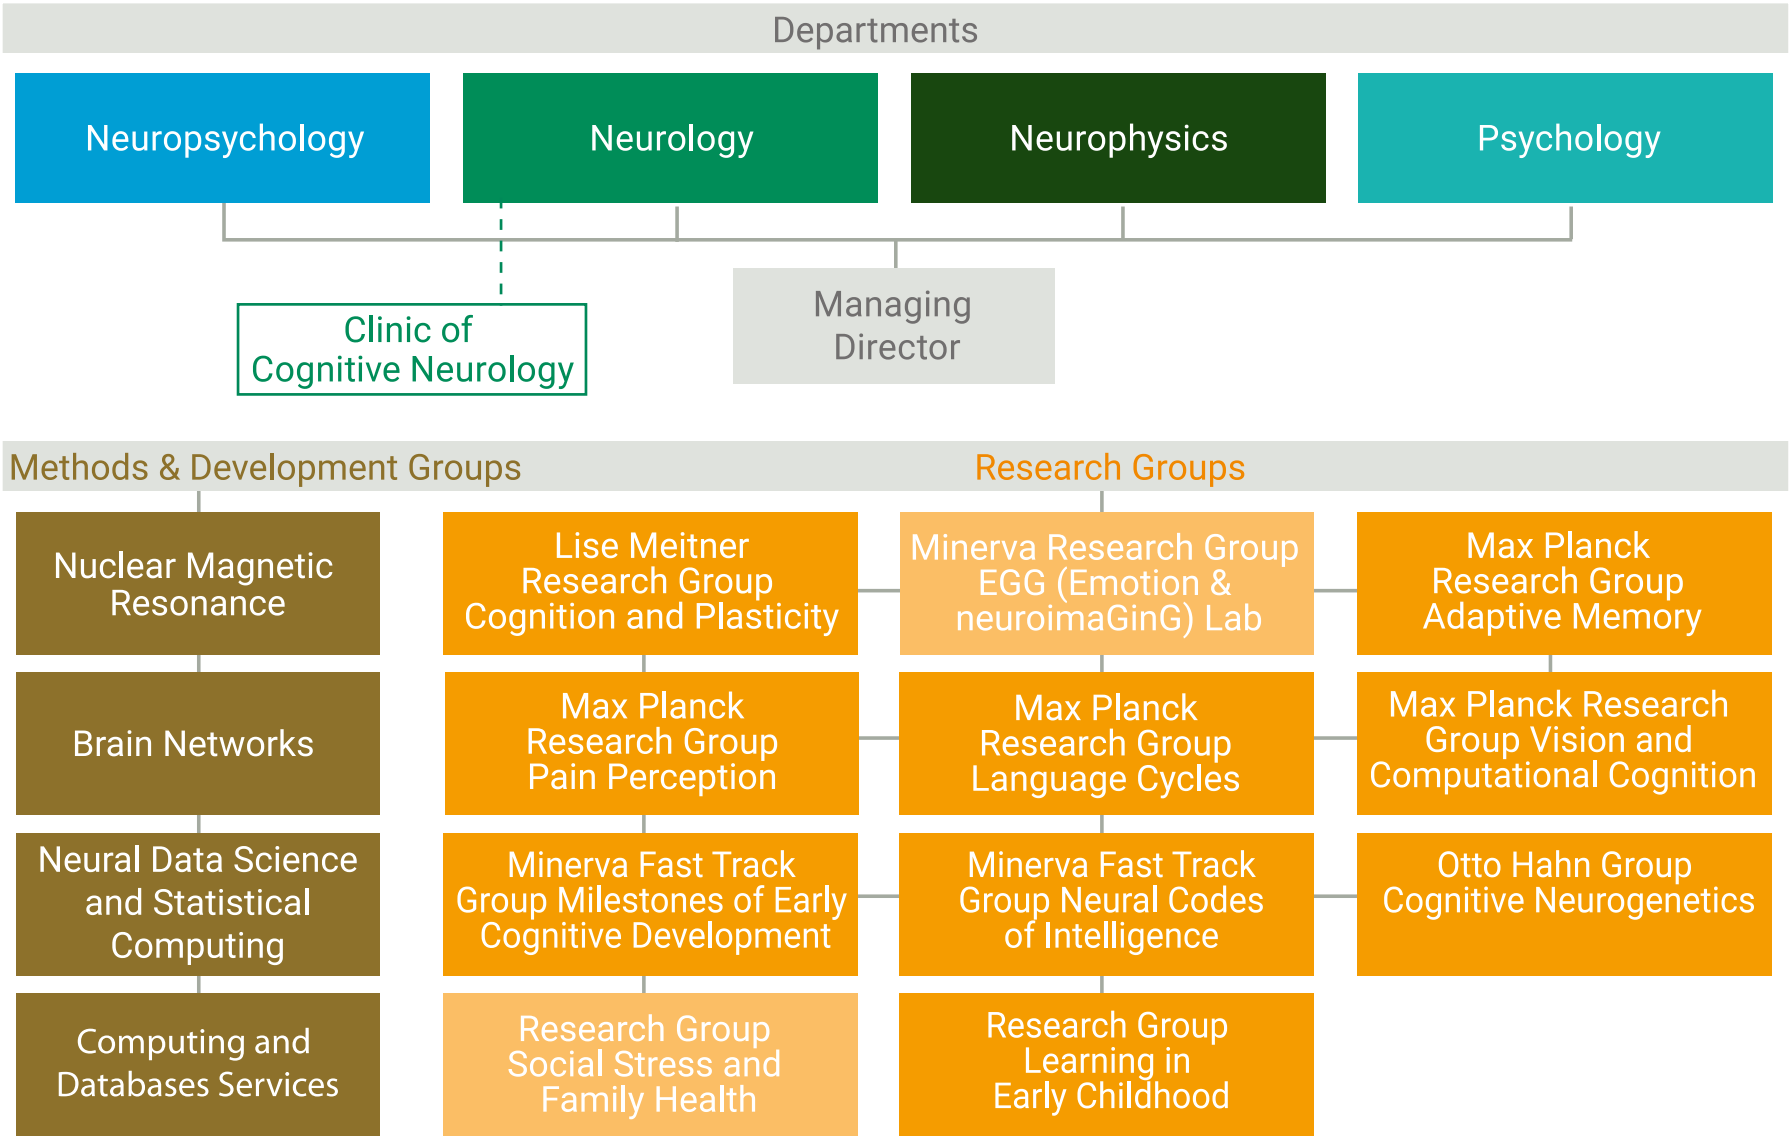 Departments
Neuropsychology
Neurology
Neurophysics
Psychology
Clinic of
Cognitive Neurology
Managing
Director
Methods & Development Groups
Research Groups
Nuclear Magnetic
Resonance
Lise Meitner
Research Group
Cognition and Plasticity
Minerva Research Group
EGG (Emotion &
neuroimaGinG) Lab
Max Planck
Research Group
Adaptive Memory
Brain Networks
Max Planck
Research Group
Pain Perception
Max Planck
Research Group
Language Cycles
Max Planck Research
Group Vision and
Computational Cognition
Neural Data Science
and Statistical
Computing
Minerva Fast Track
Group Milestones of Early
Cognitive Development
Minerva Fast Track
Group Neural Codes
of Intelligence
Otto Hahn Group
Cognitive Neurogenetics
Computing and
Databases Services
Research Group
Social Stress and
Family Health
Research Group
Learning in
Early Childhood